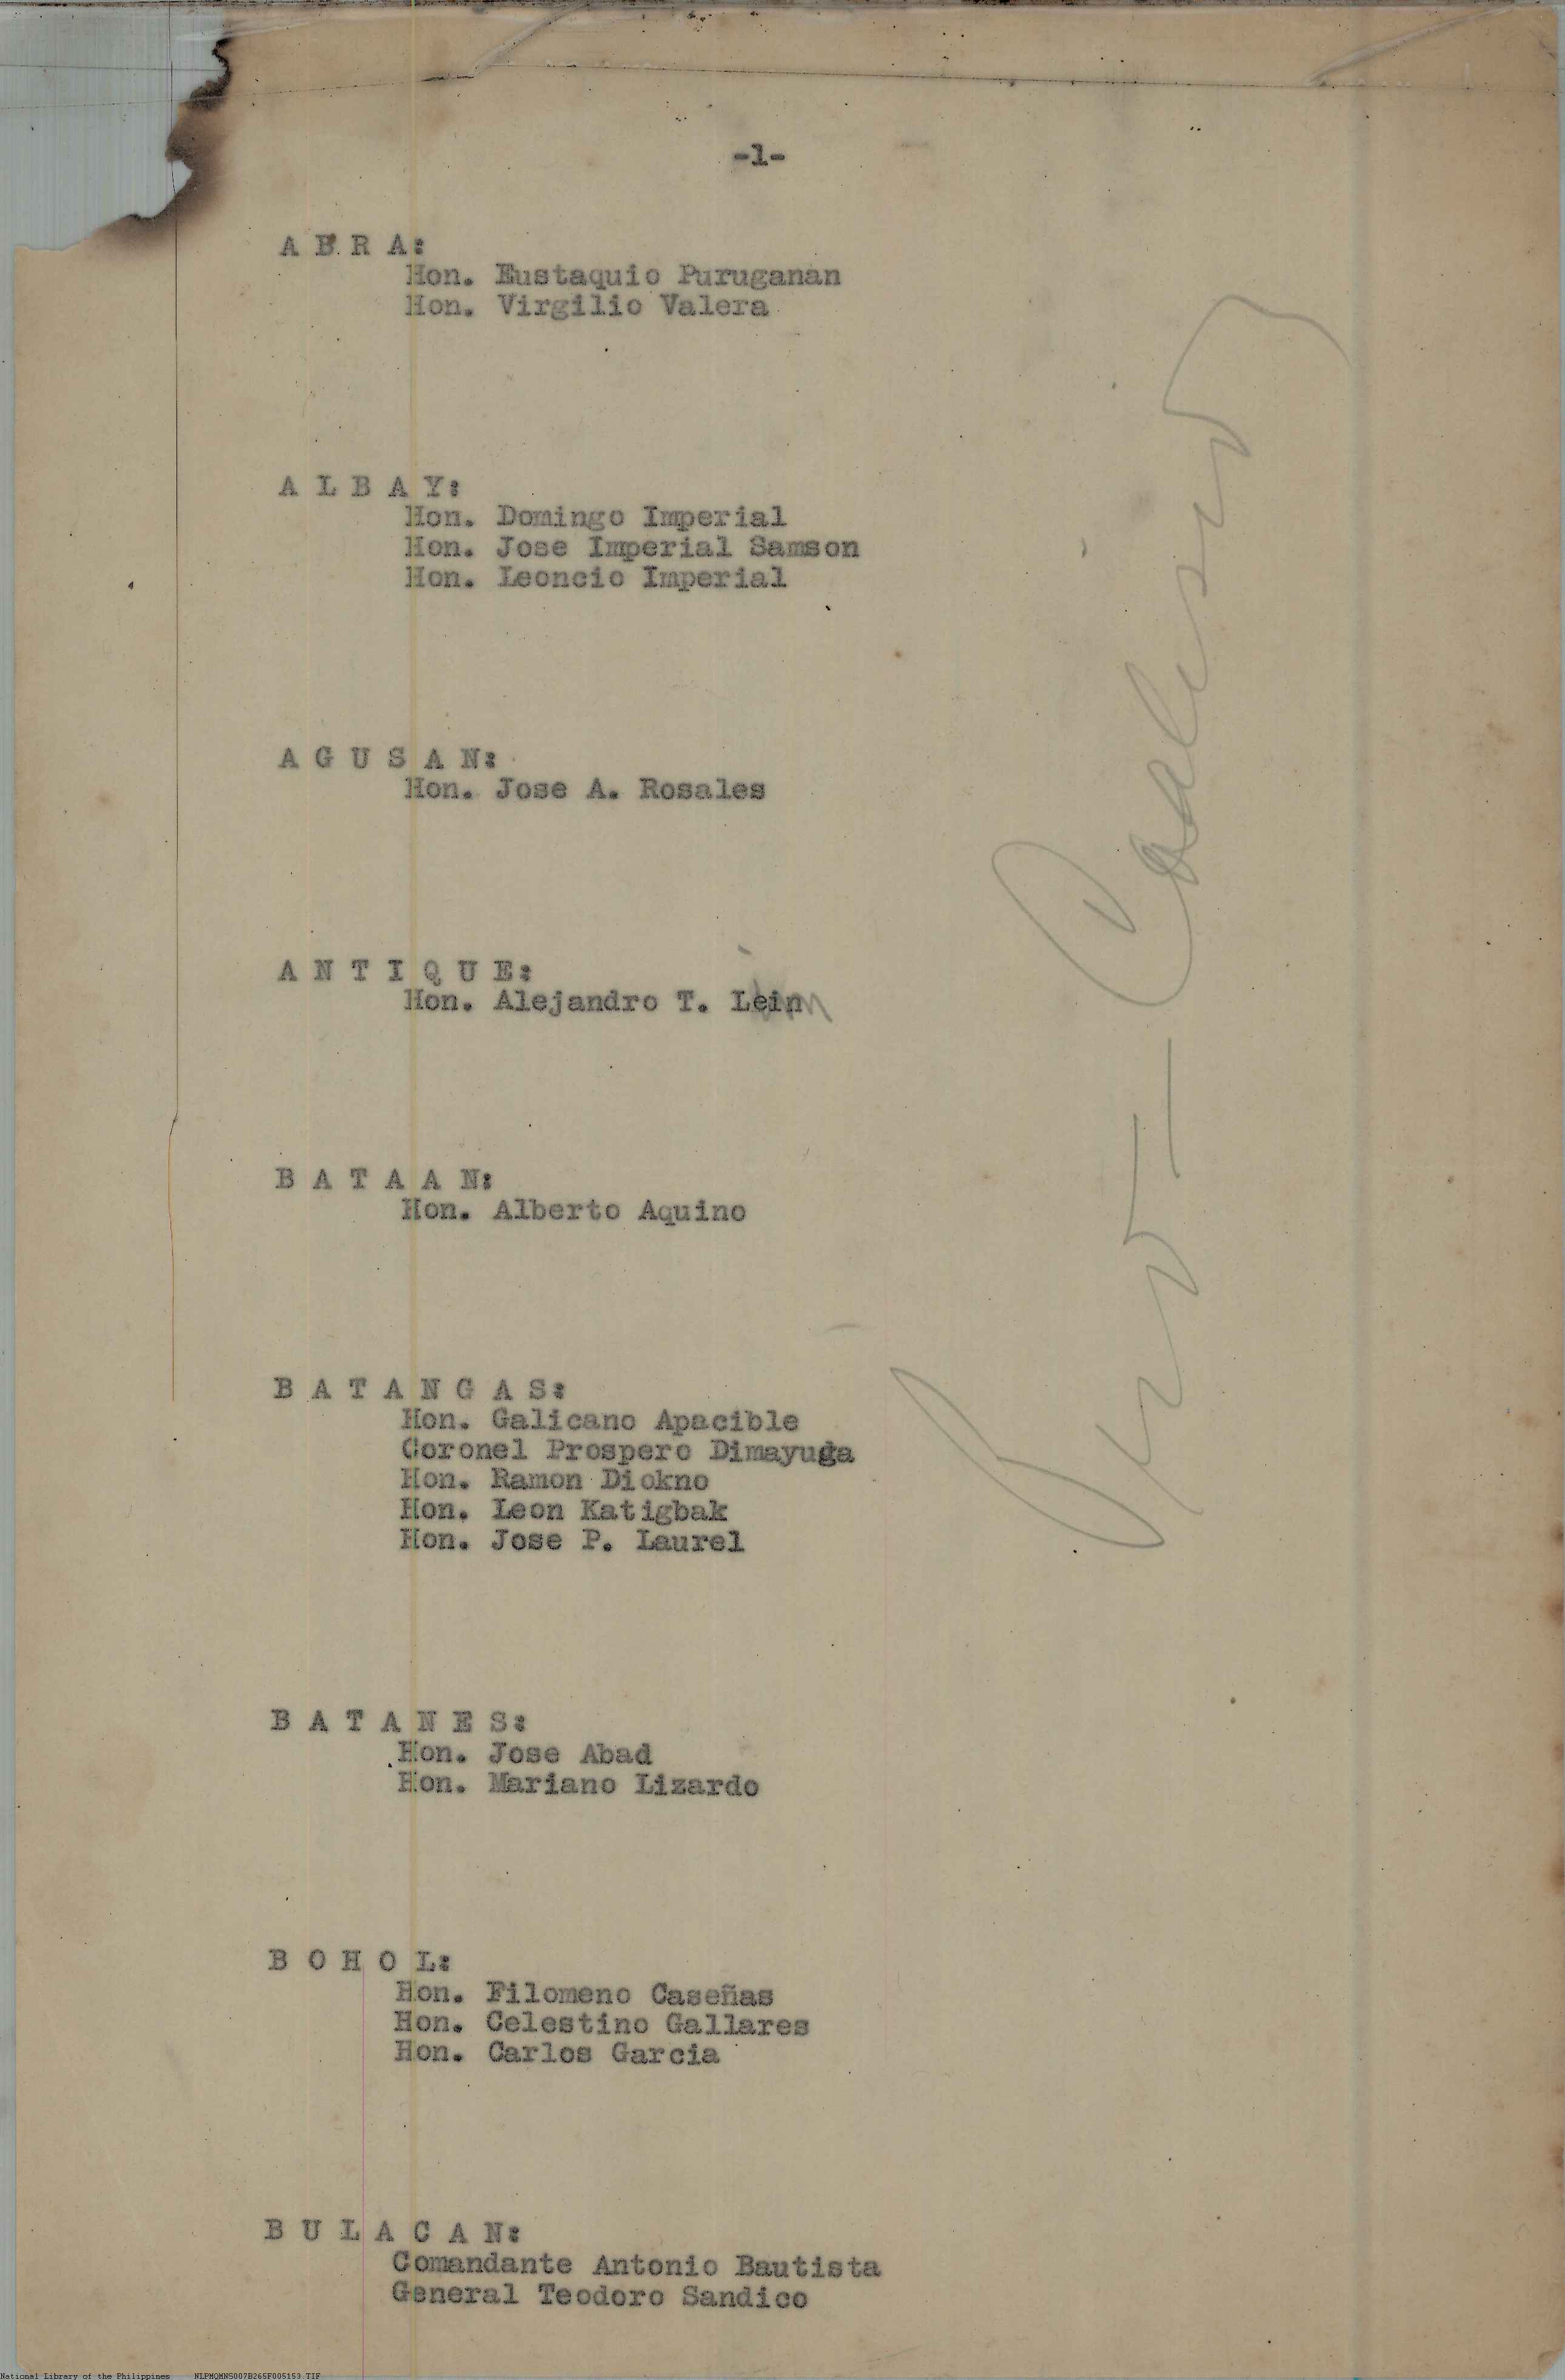 -1-
A B R A:
Hon. Eustaquio Puruganan
Hon. Virgilio Valera
A L B A Y:
Hon. Domingo Imperial
Hon. Jose Imperial Samson
Hon. Leoncio Imperial
A G U S A N:
Hon. Jose A. Rosales
A N T I Q U E:
Hon. Alejandro T. Lein
B A T A A N:
Hon. Alberto Aquino
B A T A N G A S:
Hon. Galicano Apacible
Coronel Prospero Dimayuga
Hon. Ramon Diokno
Hon. Leon Katigbak
Hon. Jose P. Laurel
B A T A N E S:
Hon. Jose Abad
Hon. Mariano Lizardo
B O H O L:
Hon. Filomeno Caseñas
Hon. Celestino Gallares
Hon. Carlos Garcia
B U L A C A N:
Comandante Antonio Bautista
General Teodoro Sandico
National Library of the Philippines NLPMQMNS007B265F005153.TIF